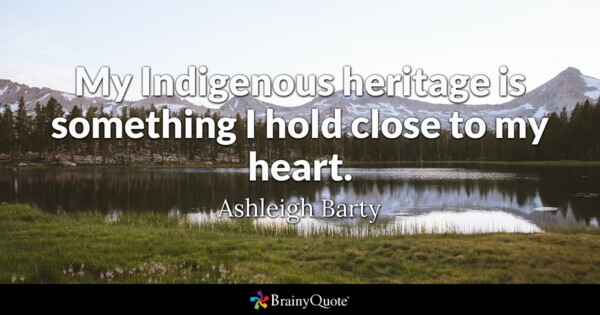 My Indigenous heritage is
something I hold close to my
heart.
Ashleigh Barty
BrainyQuote®